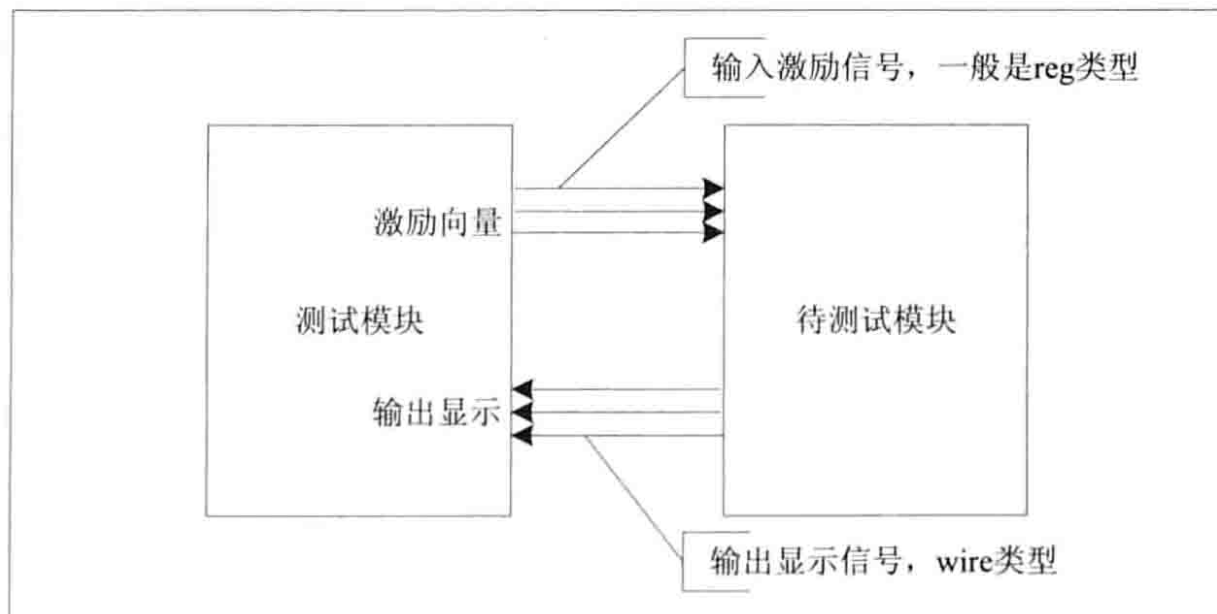 输入激励信号，一般是reg类型
激励向量
测试模块
待测试模块
输出显示
输出显示信号，wire类型